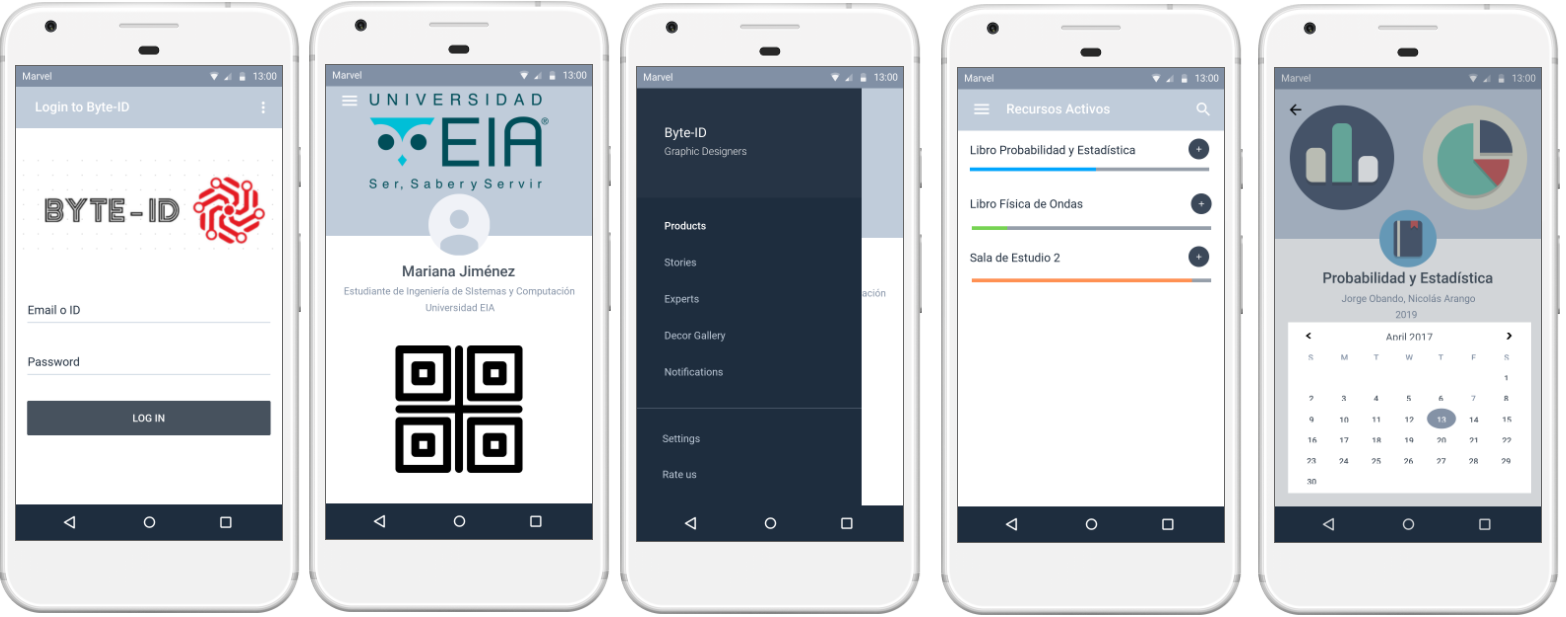 Marvel 13:00
Login to Byte-ID
BYTE-ID
Email o ID
Password
LOG IN
Marvel 13:00
UNIVERSIDAD
EIA®
Ser, Saber y Servir
Mariana Jiménez
Estudiante de Ingeniería de SIstemas y Computación
Universidad EIA
Marvel 13:00
Byte-ID
Graphic Designers
Products
Stories
Experts
Decor Gallery
Notifications
Settings
Rate us
ación
Marvel 13:00
Recursos Activos
Libro Probabilidad y Estadística
Libro Física de Ondas
Sala de Estudio 2
Marvel 13:00
Probabilidad y Estadística
Jorge Obando, Nicolás Arango
2019
April 2017
S M T W T F S
1
2 3 4 5 6 7 8
9 10 11 12 13 14 15
16 17 18 19 20 21 22
23 24 25 26 27 28 29
30